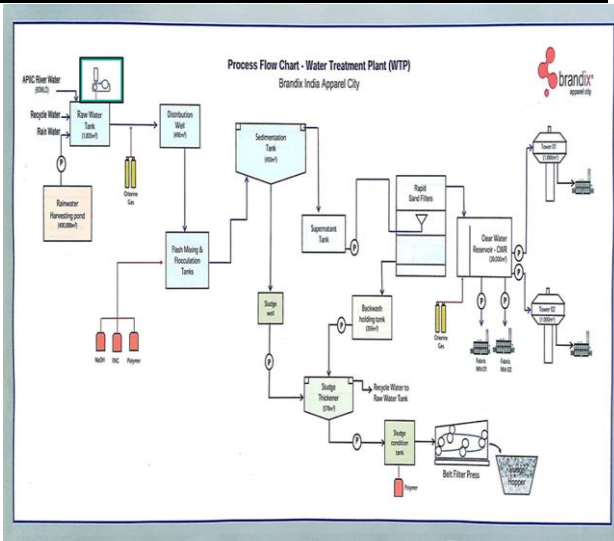 Process Flow Chart - Water Treatment Plant (WTP)
Brandix India Apparel City
brandix
apparel city
APIIC River Water
Recycle Water
Rain Water
Raw Water
Tank
P
Rainwater
Harvesting pond
Chlorine
Gas
Distribution
Well
Flash Mixing &
Flocculation
Tanks
NaOH
Polymer
Sedimentation
Tank
Supernatant
Tank
P
Rapid
Sand Filters
Clear Water
Reservoir - CWR
Chlorine
Gas
P
P
P
P
Tower 01
Tower 02
Fabric
Mill 01
Fabric
Mill 02
Sludge
well
P
Backwash
holding tank
P
Sludge
Thickener
Recycle Water to
Raw Water Tank
P
Sludge
condition
tank
Polymer
Belt Filter Press
Sludge
Hopper